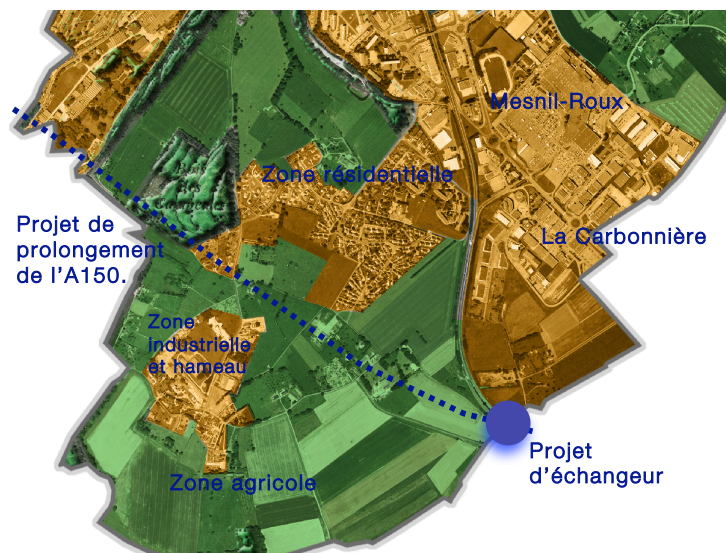 Mesnil-Roux
Zone résidentielle
Projet de
prolongement
de l'A150.
La Carbonnière
Zone
industrielle
et hameau
Projet
d'échangeur
Zone agricole